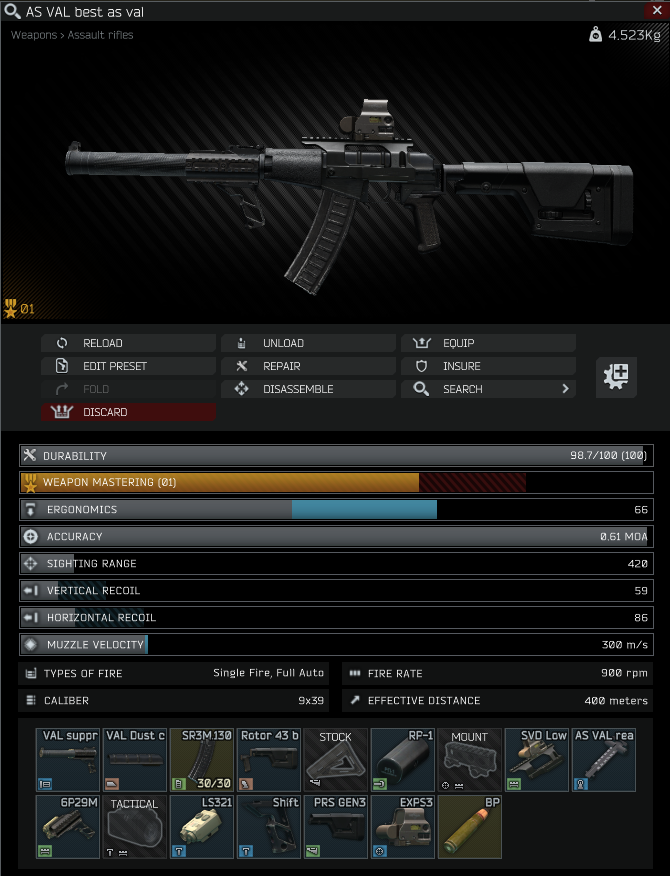 AS VAL best as val
Weapons > Assault rifles
4.523Kg
01
RELOAD
UNLOAD
EQUIP
EDIT PRESET
REPAIR
INSURE
FOLD
DISASSEMBLE
SEARCH
DISCARD
DURABILITY 98.7/100 (100)
WEAPON MASTERING (01)
ERGONOMICS 66
ACCURACY 0.61 MOA
SIGHTING RANGE 420
VERTICAL RECOIL 59
HORIZONTAL RECOIL 86
MUZZLE VELOCITY 300 m/s
TYPES OF FIRE Single Fire, Full Auto
FIRE RATE 900 rpm
CALIBER 9x39
EFFECTIVE DISTANCE 400 meters
VAL suppr
VAL Dust c
SR3M.130
30/30
Rotor 43 b
STOCK
RP-1
MOUNT
SVD Low
AS VAL rea
6P29M
TACTICAL
LS321
Shift
PRS GEN3
EXPS3
BP